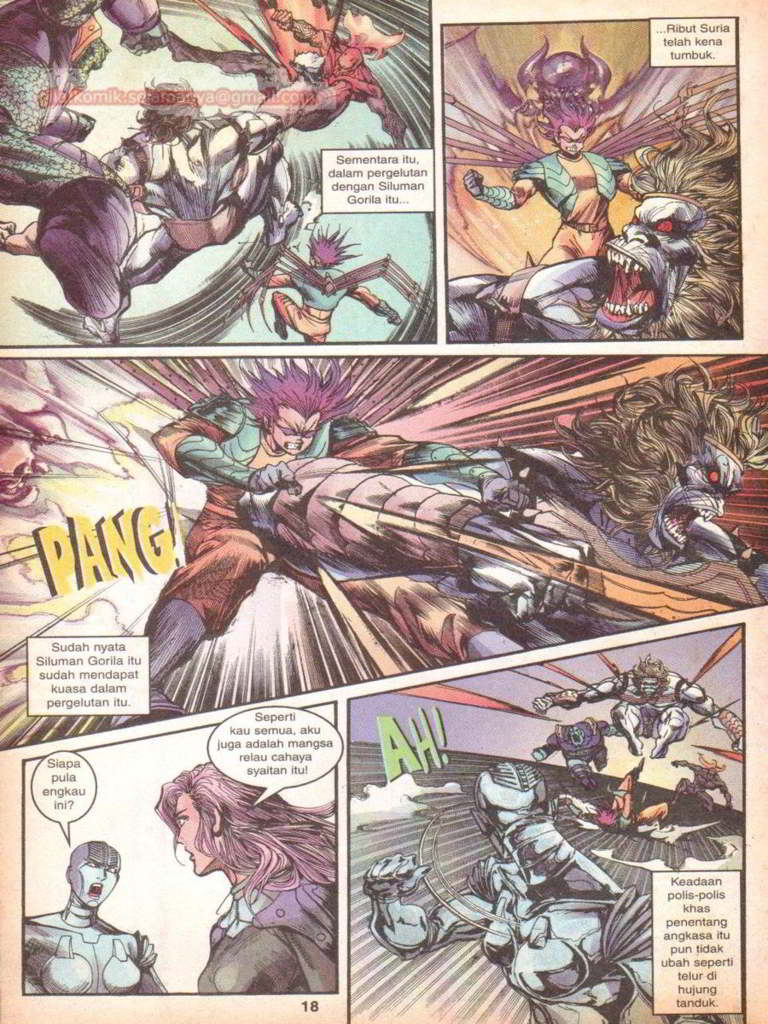 Sementara itu,
dalam pergelutan
dengan Siluman
Gorila itu...
...Ribut Suria
telah kena
tumbuk.
PANG!
Sudah nyata
Siluman Gorila itu
sudah mendapat
kuasa dalam
pergelutan itu.
Siapa
pula
engkau
ini?
Seperti
kau semua, aku
juga adalah mangsa
relau cahaya
syaitan itu!
AH!
Keadaan
polis-polis
khas
penentang
angkasa itu
pun tidak
ubah seperti
telur di
hujung
tanduk.
18